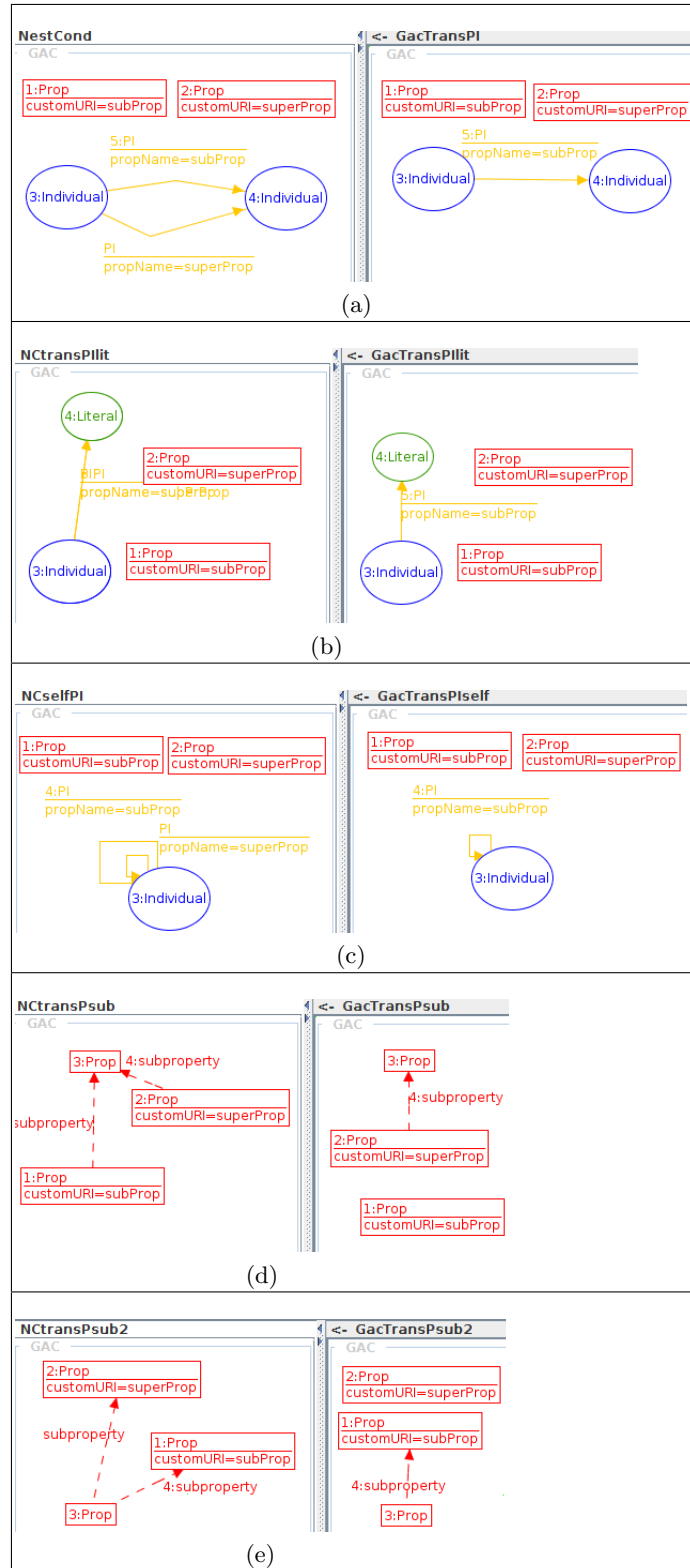 NestCond
<- GacTransPI
GAC
GAC
1:Prop
customURI=subProp
2:Prop
customURI=superProp
1:Prop
customURI=subProp
2:Prop
customURI=superProp
5:PI
propName=subProp
5:PI
propName=subProp
3:Individual
4:Individual
3:Individual
4:Individual
PI
propName=superProp
(a)
NCtransPIlit
<- GacTransPIlit
GAC
GAC
4:Literal
4:Literal
2:Prop
customURI=superProp
2:Prop
customURI=superProp
propName=superProp
5:PI
propName=subProp
1:Prop
customURI=subProp
1:Prop
customURI=subProp
3:Individual
3:Individual
(b)
NCselfPI
<- GacTransPIself
GAC
GAC
1:Prop
customURI=subProp
2:Prop
customURI=superProp
1:Prop
customURI=subProp
2:Prop
customURI=superProp
4:PI
propName=subProp
4:PI
propName=subProp
PI
propName=superProp
3:Individual
3:Individual
(c)
NCtransPsub
<- GacTransPsub
GAC
GAC
3:Prop
4:subproperty
3:Prop
2:Prop
customURI=superProp
4:subproperty
subproperty
2:Prop
customURI=superProp
1:Prop
customURI=subProp
1:Prop
customURI=subProp
(d)
NCtransPsub2
<- GacTransPsub2
GAC
GAC
2:Prop
customURI=superProp
2:Prop
customURI=superProp
subproperty
1:Prop
customURI=subProp
1:Prop
customURI=subProp
4:subproperty
4:subproperty
3:Prop
3:Prop
(e)